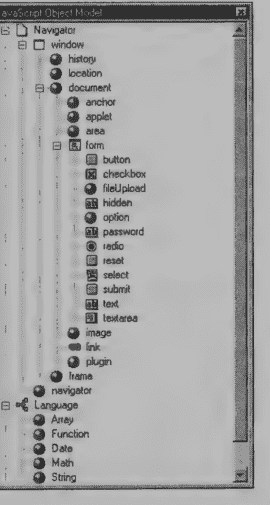 JavaScript Object Model
Navigator
window
history
location
document
anchor
applet
area
form
button
checkbox
fileUpload
hidden
option
password
radio
reset
select
submit
text
textarea
image
link
plugin
frame
navigator
Language
Array
Function
Date
Math
String